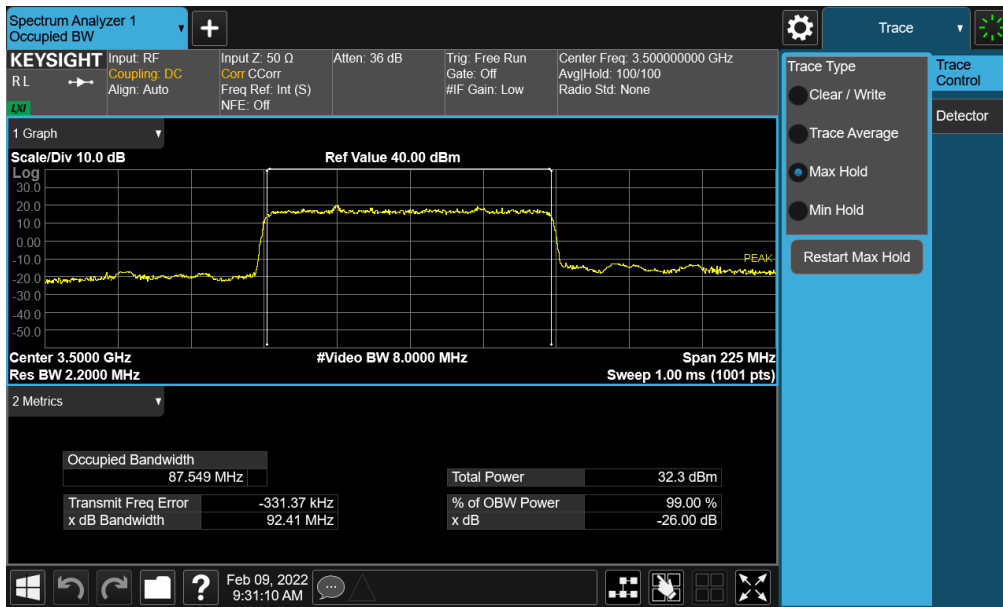 Spectrum Analyzer 1
Occupied BW
Trace
KEYSIGHT
R L
LXI
Input: RF
Coupling: DC
Align: Auto
Input Z: 50 Ω
Corr CCorr
Freq Ref: Int (S)
NFE: Off
Atten: 36 dB
Trig: Free Run
Gate: Off
#IF Gain: Low
Center Freq: 3.500000000 GHz
Avg|Hold: 100/100
Radio Std: None
Trace Type
Clear / Write
Trace Average
Max Hold
Min Hold
Restart Max Hold
Trace
Control
Detector
1 Graph
Scale/Div 10.0 dB
Ref Value 40.00 dBm
Log
30.0
20.0
10.0
0.00
-10.0
-20.0
-30.0
-40.0
-50.0
PEAK
Center 3.5000 GHz
#Video BW 8.0000 MHz
Span 225 MHz
Res BW 2.2000 MHz
Sweep 1.00 ms (1001 pts)
2 Metrics
Occupied Bandwidth
87.549 MHz
Total Power 32.3 dBm
Transmit Freq Error -331.37 kHz
% of OBW Power 99.00 %
x dB Bandwidth 92.41 MHz
x dB -26.00 dB
Feb 09, 2022
9:31:10 AM